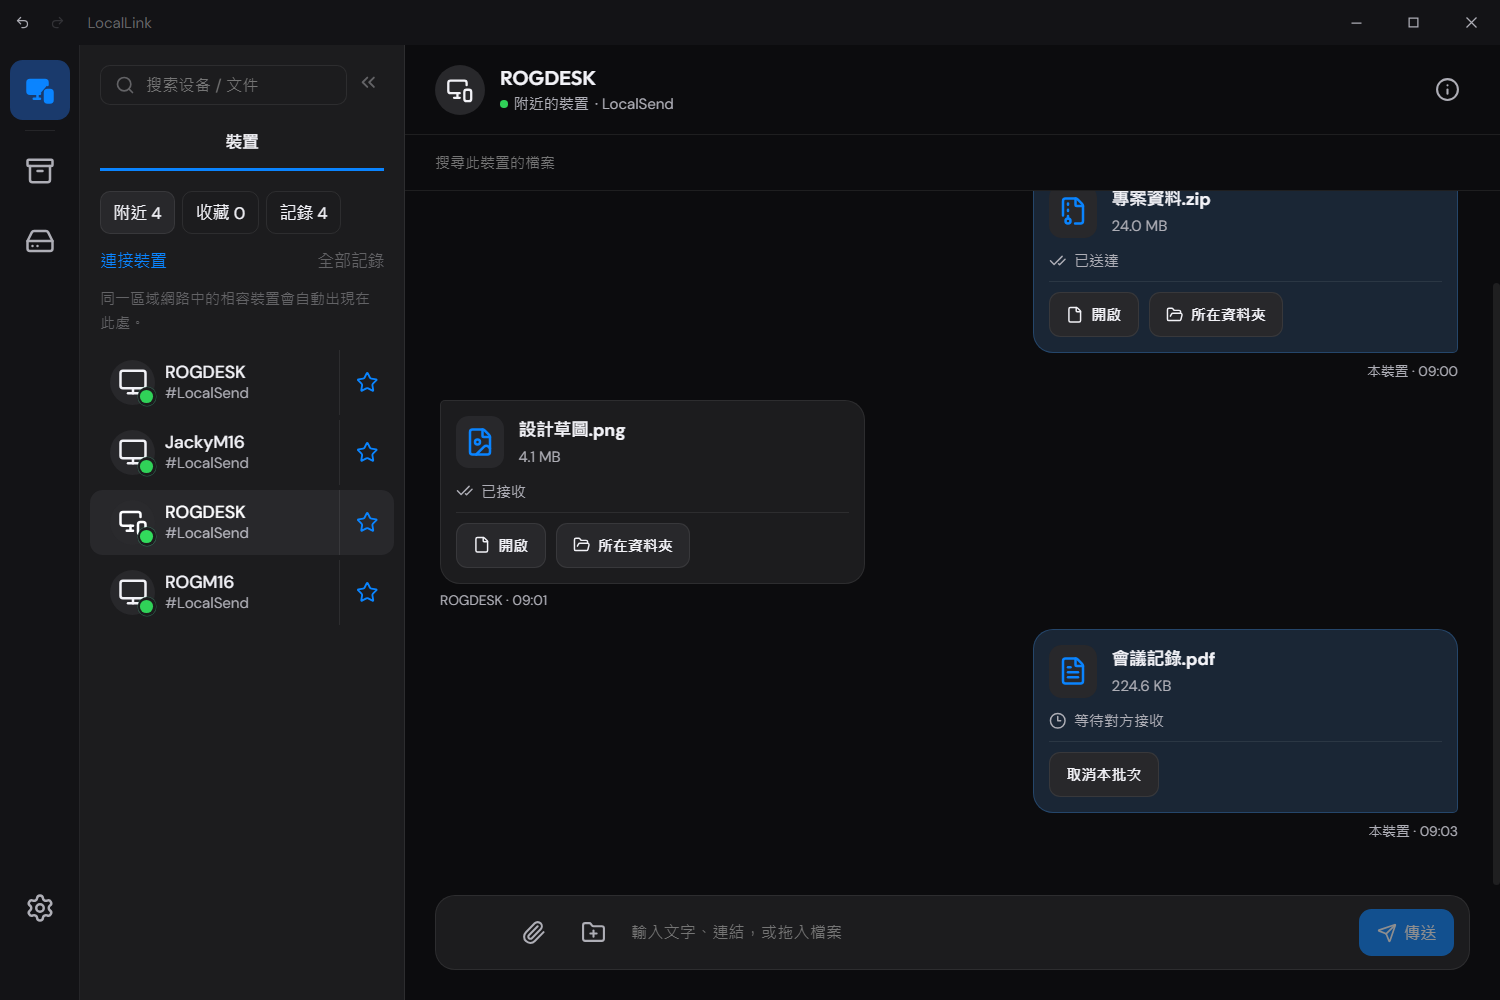 LocalLink
搜索设备 / 文件
裝置
附近 4
收藏 0
記錄 4
連接裝置
全部記錄
同一區域網路中的相容裝置會自動出現在
此處。
ROGDESK
#LocalSend
JackyM16
#LocalSend
ROGDESK
#LocalSend
ROGM16
#LocalSend
ROGDESK
附近的裝置 · LocalSend
搜尋此裝置的檔案
專案資料.zip
24.0 MB
已送達
開啟
所在資料夾
本裝置 · 09:00
設計草圖.png
4.1 MB
已接收
開啟
所在資料夾
ROGDESK · 09:01
會議記錄.pdf
224.6 KB
等待對方接收
取消本批次
本裝置 · 09:03
輸入文字、連結，或拖入檔案
傳送